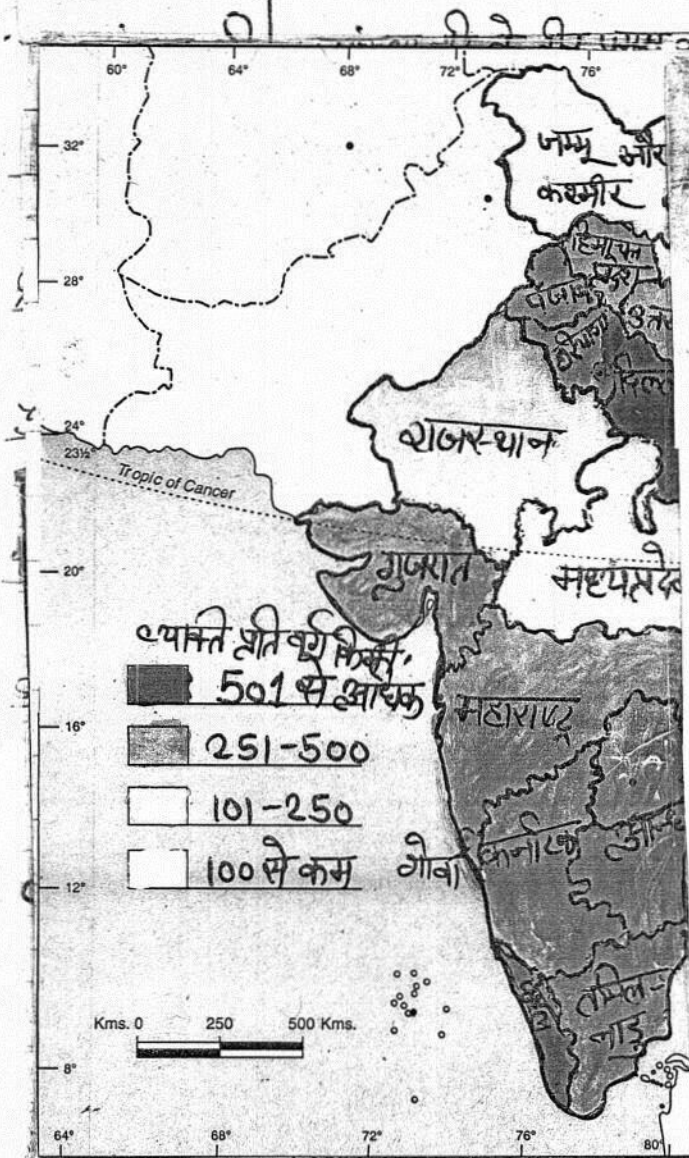 60° 64° 68° 72° 76°
32°
जम्मू और
कश्मीर
हिमाचल
प्रदेश
28°
पंजाब
उत्तर
हरियाणा
दिल्ली
24°
23½°
राजस्थान
Tropic of Cancer
20°
गुजरात
मध्यप्रदेश
व्यक्ति प्रति वर्ग किमी.
501 से अधिक
महाराष्ट्र
16°
251-500
101-250
कर्नाटक
100 से कम
गोवा
12°
तमिल-
नाडू
Kms. 0 250 500 Kms.
8°
64° 68° 72° 76° 80°